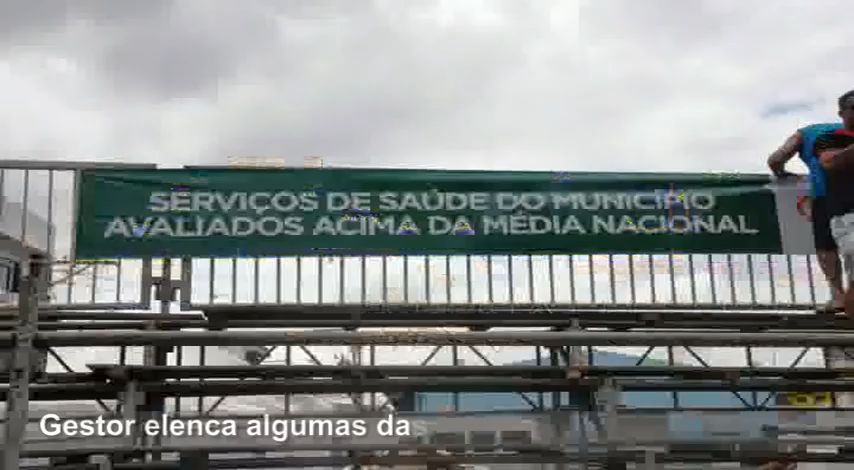 SERVIÇOS DE SAÚDE DO MUNICÍPIO
AVALIADOS ACIMA DA MÉDIA NACIONAL
Gestor elenca algumas da